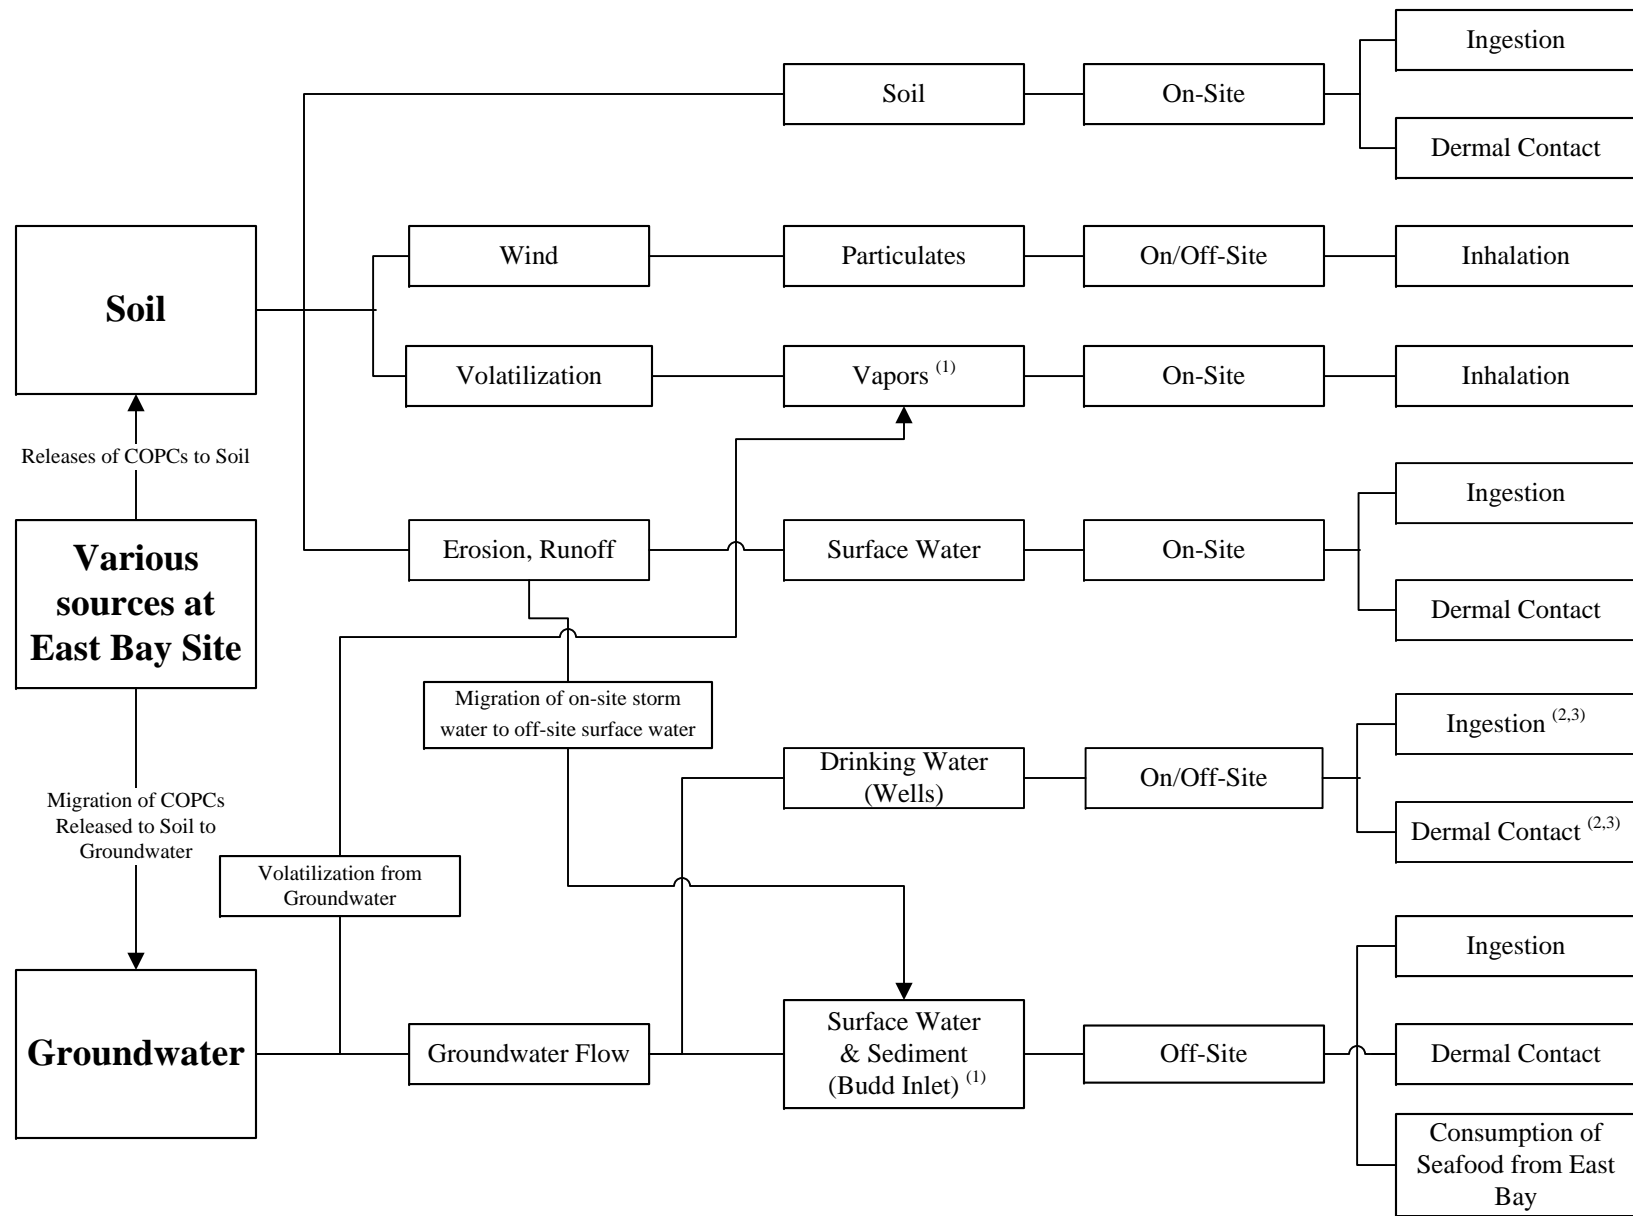 Ingestion
Soil
On-Site
Dermal Contact
Wind
Particulates
On/Off-Site
Inhalation
Soil
Volatilization
Vapors (1)
On-Site
Inhalation
Releases of COPCs to Soil
Ingestion
Various
sources at
East Bay Site
Erosion, Runoff
Surface Water
On-Site
Dermal Contact
Migration of on-site storm
water to off-site surface water
Ingestion (2,3)
Drinking Water
(Wells)
On/Off-Site
Dermal Contact (2,3)
Migration of COPCs
Released to Soil to
Groundwater
Volatilization from
Groundwater
Ingestion
Groundwater
Groundwater Flow
Surface Water
& Sediment
(Budd Inlet) (1)
Off-Site
Dermal Contact
Consumption of
Seafood from East
Bay